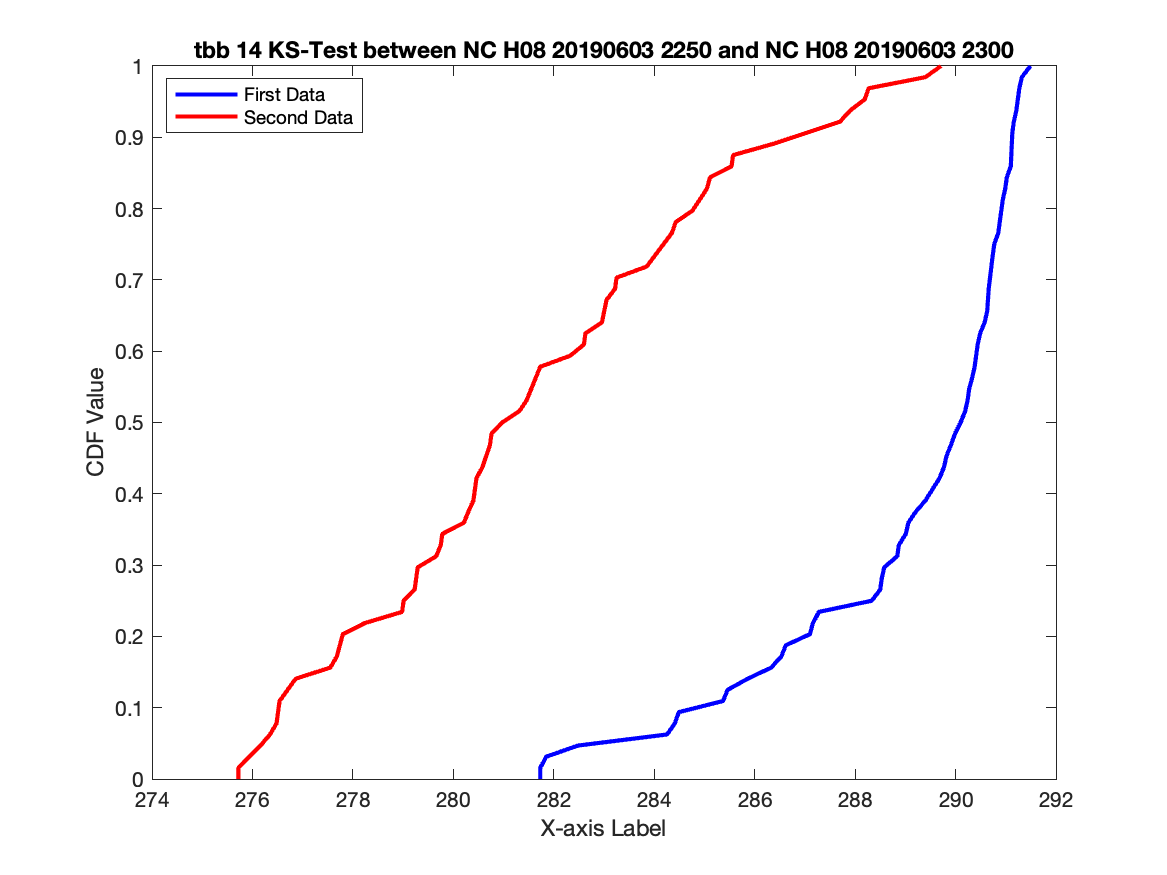 tbb 14 KS-Test between NC H08 20190603 2250 and NC H08 20190603 2300
First Data
Second Data
1
0.9
0.8
0.7
0.6
0.5
0.4
0.3
0.2
0.1
0
CDF Value
274 276 278 280 282 284 286 288 290 292
X-axis Label